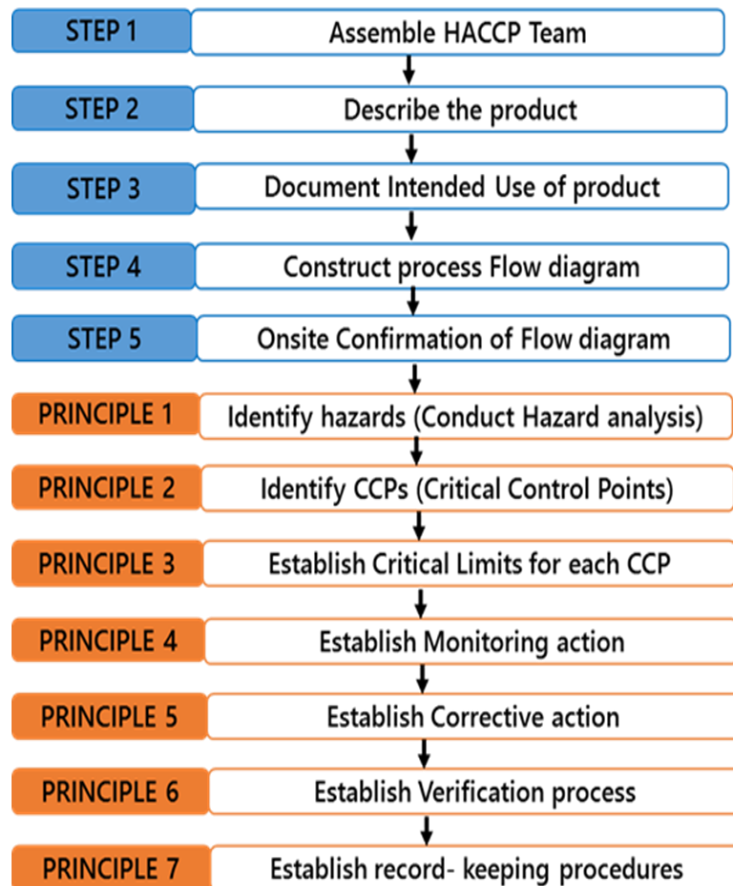 STEP 1 Assemble HACCP Team
STEP 2 Describe the product
STEP 3 Document Intended Use of product
STEP 4 Construct process Flow diagram
STEP 5 Onsite Confirmation of Flow diagram
PRINCIPLE 1 Identify hazards (Conduct Hazard analysis)
PRINCIPLE 2 Identify CCPs (Critical Control Points)
PRINCIPLE 3 Establish Critical Limits for each CCP
PRINCIPLE 4 Establish Monitoring action
PRINCIPLE 5 Establish Corrective action
PRINCIPLE 6 Establish Verification process
PRINCIPLE 7 Establish record- keeping procedures